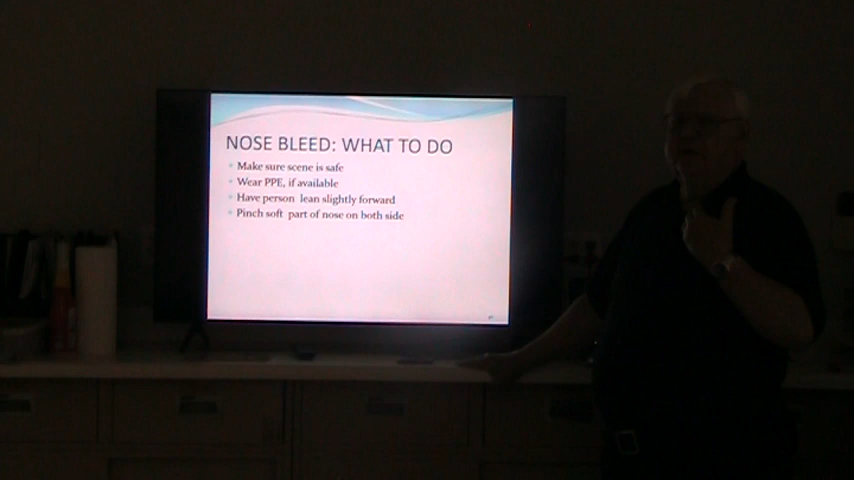 NOSE BLEED: WHAT TO DO
Make sure scene is safe
Wear PPE, if available
Have person lean slightly forward
Pinch soft part of nose on both side